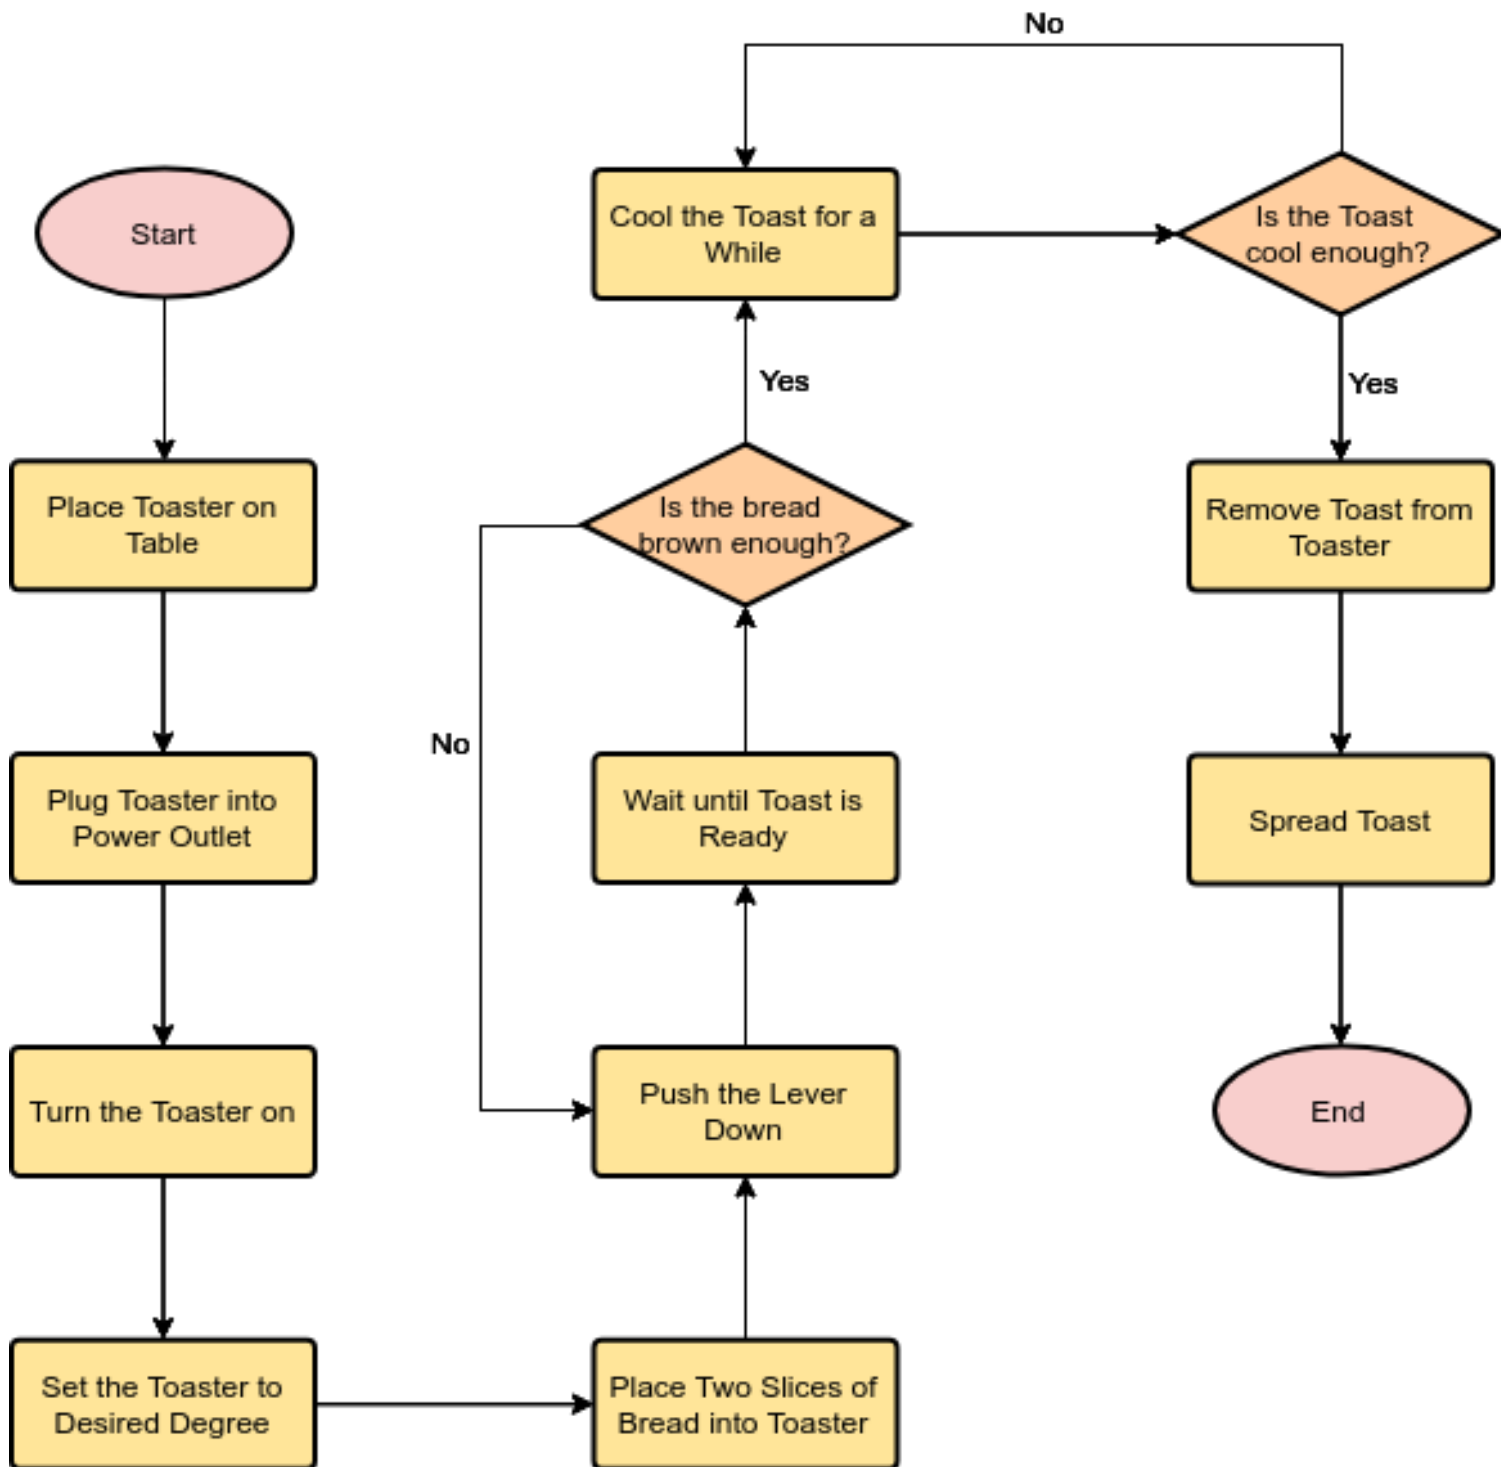 Start
Place Toaster on
Table
Plug Toaster into
Power Outlet
Turn the Toaster on
Set the Toaster to
Desired Degree
Place Two Slices of
Bread into Toaster
Push the Lever
Down
Wait until Toast is
Ready
Is the bread
brown enough?
No
Yes
Cool the Toast for a
While
Is the Toast
cool enough?
No
Yes
Remove Toast from
Toaster
Spread Toast
End